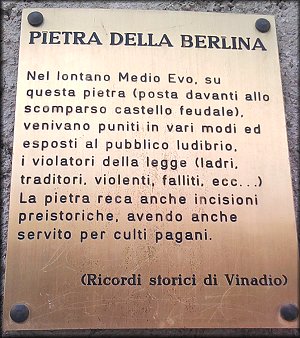 PIETRA DELLA BERLINA
Nel lontano Medio Evo, su
questa pietra (posta davanti allo
scomparso castello feudale),
venivano puniti in vari modi ed
esposti al pubblico ludibrio,
i violatori della legge (ladri,
traditori, violenti, falliti, ecc...)
La pietra reca anche incisioni
preistoriche, avendo anche
servito per culti pagani.
(Ricordi storici di Vinadio)